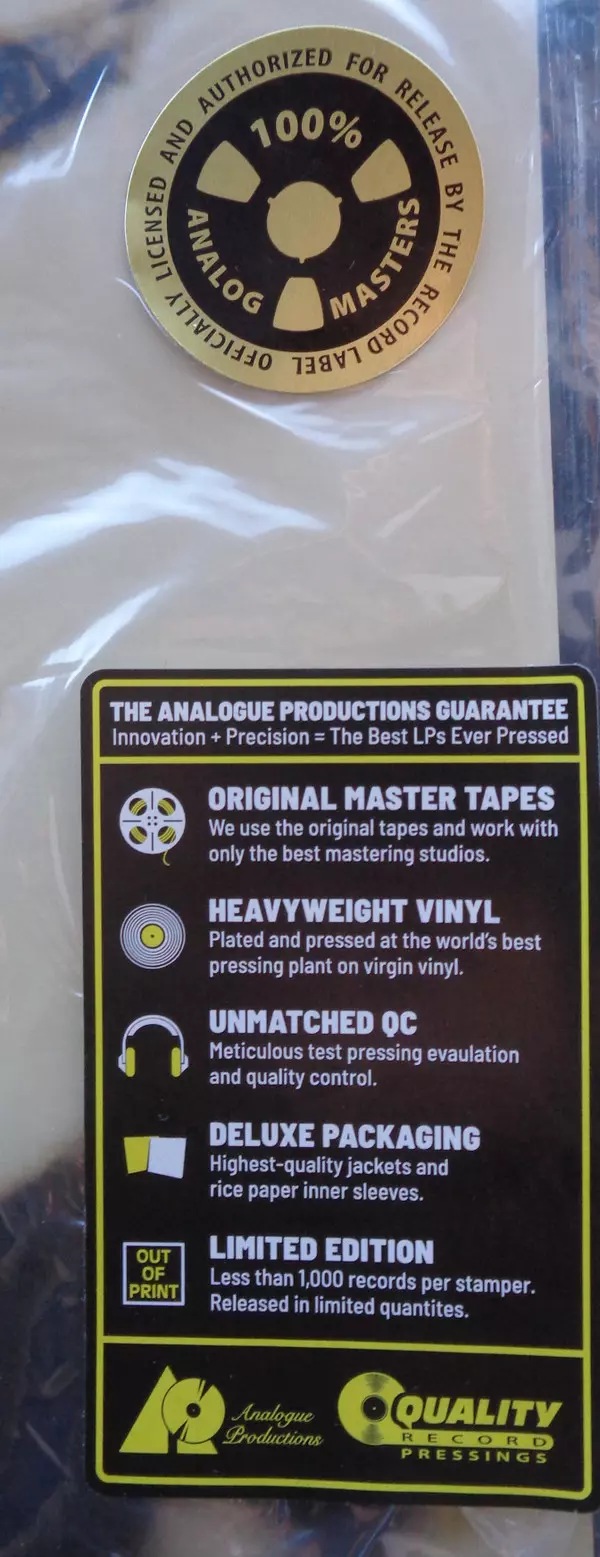 OFFICIALLY LICENSED AND AUTHORIZED FOR RELEASE BY THE RECORD LABEL
100%
ANALOG MASTERS
THE ANALOGUE PRODUCTIONS GUARANTEE
Innovation + Precision = The Best LPs Ever Pressed
ORIGINAL MASTER TAPES
We use the original tapes and work with
only the best mastering studios.
HEAVYWEIGHT VINYL
Plated and pressed at the world's best
pressing plant on virgin vinyl.
UNMATCHED QC
Meticulous test pressing evaulation
and quality control.
DELUXE PACKAGING
Highest-quality jackets and
rice paper inner sleeves.
OUT
OF
PRINT
LIMITED EDITION
Less than 1,000 records per stamper.
Released in limited quantites.
Analogue
Productions
QUALITY
RECORD
PRESSINGS